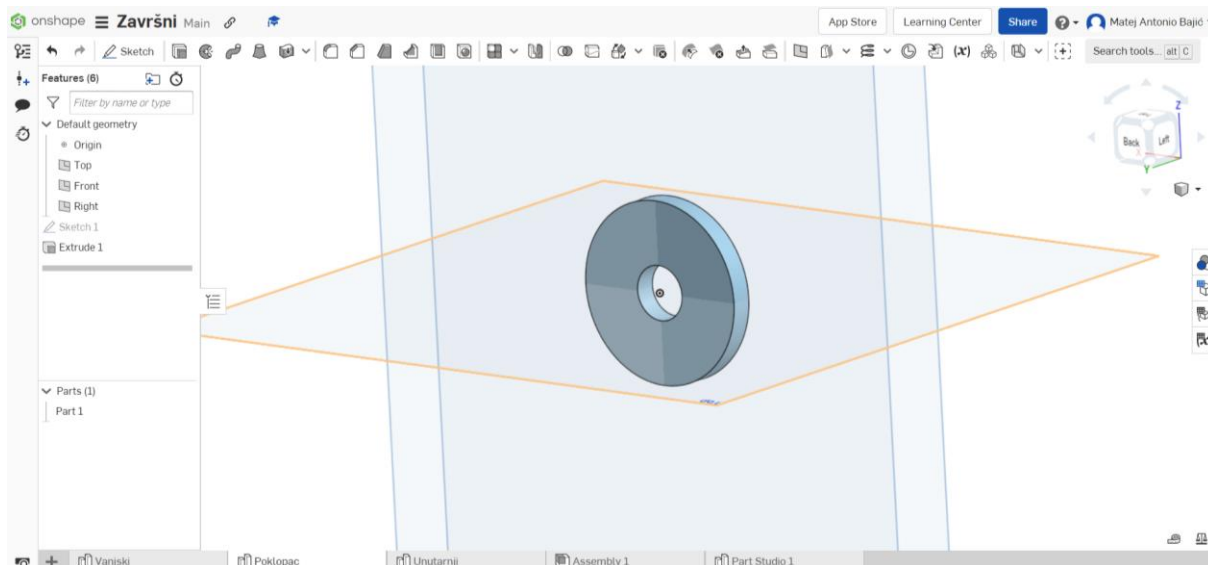 onshape Završni Main App Store Learning Center Share Matej Antonio Bajić
Sketch (x) Search tools... alt C
Features (6)
Filter by name or type
Default geometry
Origin
Top
Front
Right
Sketch 1
Extrude 1
Parts (1)
Part 1
Z
Back Left
X
Y
Top
Vanjski Poklopac Unutarnji Assembly 1 Part Studio 1